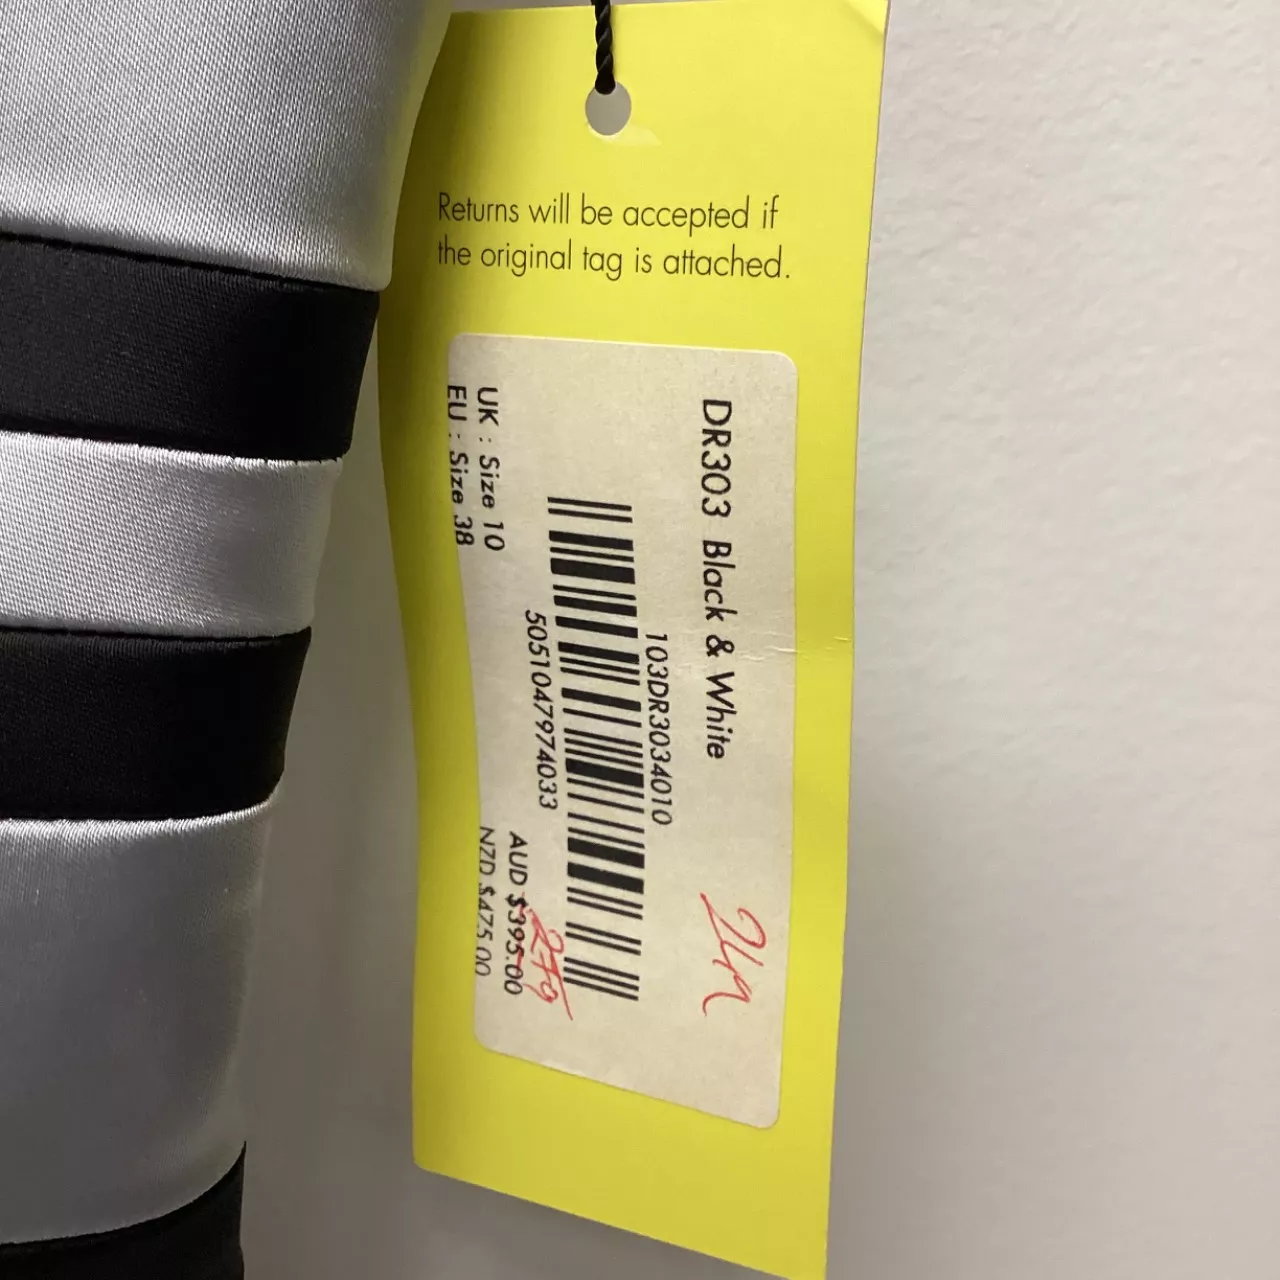 Returns will be accepted if
the original tag is attached.
DR303 Black & White
103DR3034010
5051047974033
UK : Size 10
EU : Size 38
AUD $395.00
279
NZD $475.00